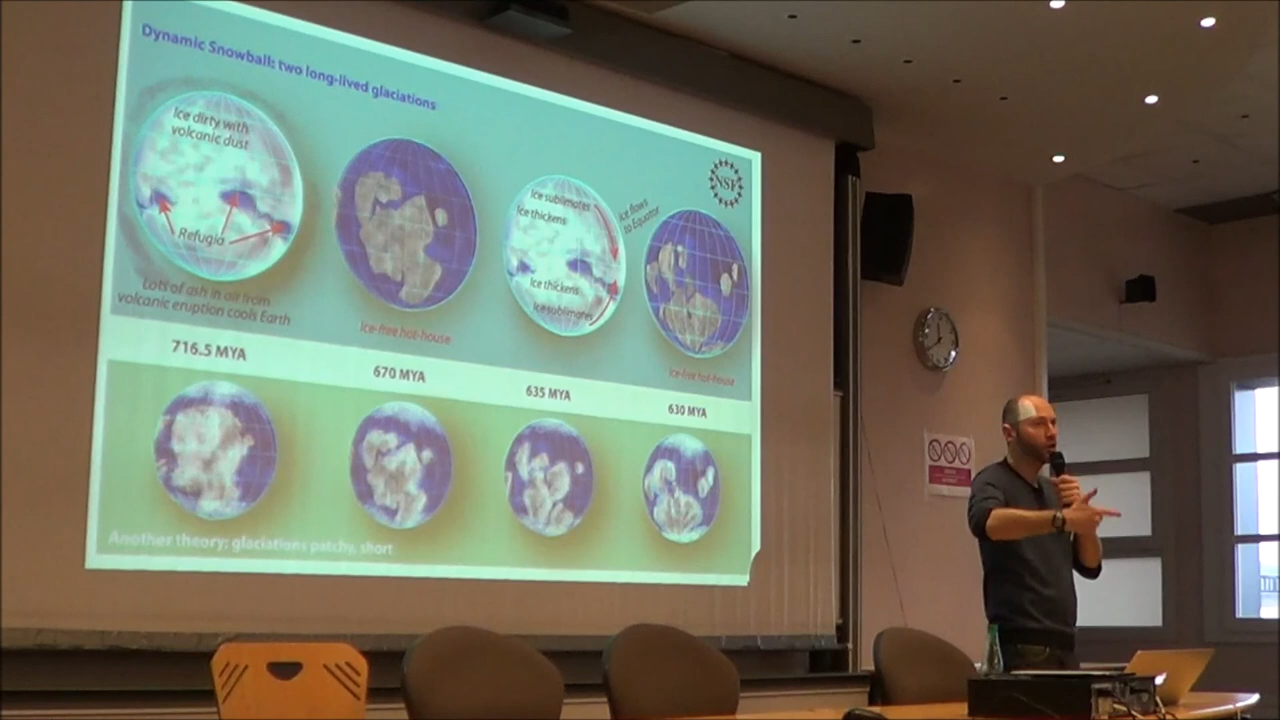 Dynamic Snowball: two long-lived glaciations
Ice dirty with
volcanic dust
Refugia
Lots of ash in air from
volcanic eruption cools Earth
Ice-free hot-house
Ice sublimates
Ice thickens
Ice flows
to Equator
Ice thickens
Ice sublimates
NSF
Ice-free hot-house
716.5 MYA
670 MYA
635 MYA
630 MYA
Another theory: glaciations patchy, short